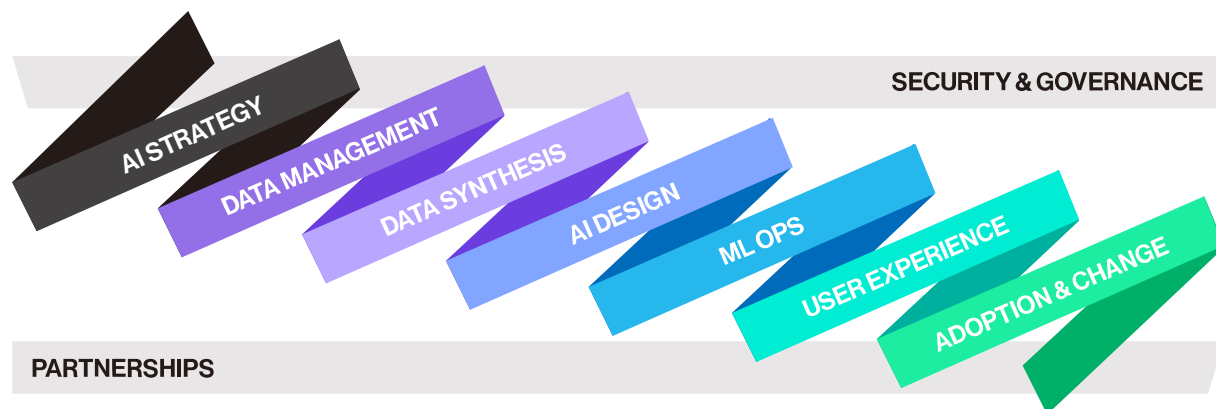 SECURITY & GOVERNANCE
AI STRATEGY
DATA MANAGEMENT
DATA SYNTHESIS
AI DESIGN
ML OPS
USER EXPERIENCE
ADOPTION & CHANGE
PARTNERSHIPS